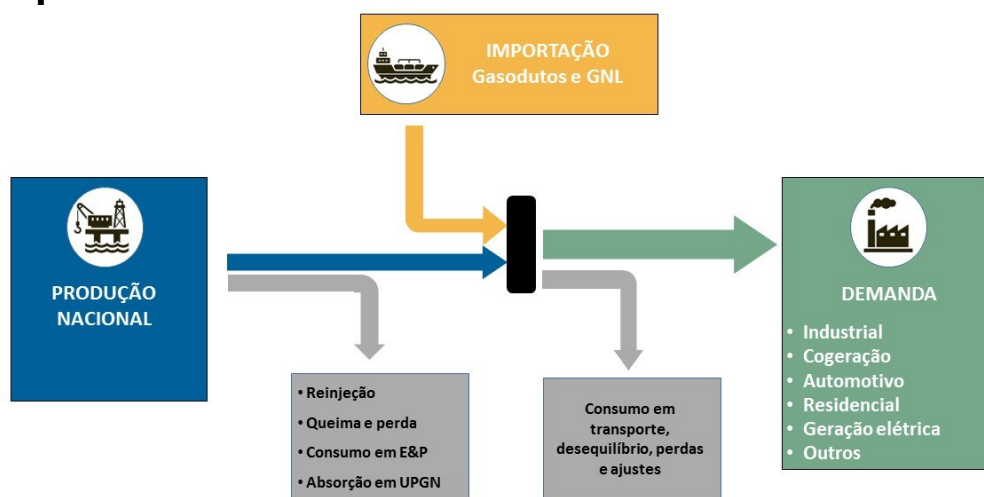 IMPORTAÇÃO
Gasodutos e GNL
PRODUÇÃO
NACIONAL
DEMANDA
• Industrial
• Cogeração
• Automotivo
• Residencial
• Geração elétrica
• Outros
• Reinjeção
• Queima e perda
• Consumo em E&P
• Absorção em UPGN
Consumo em
transporte,
desequilíbrio, perdas
e ajustes